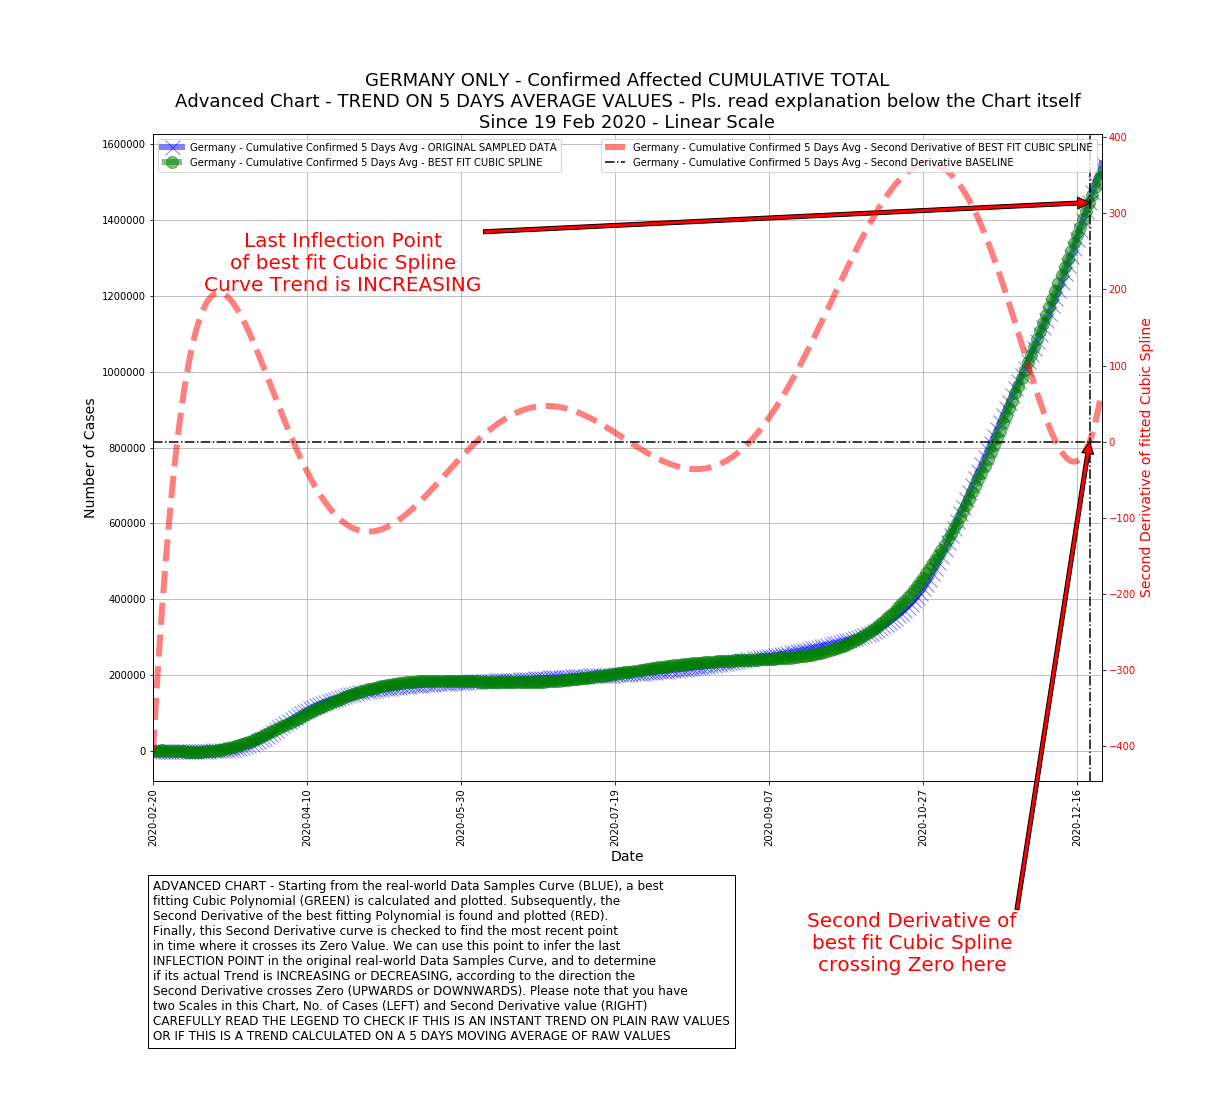 GERMANY ONLY - Confirmed Affected CUMULATIVE TOTAL
Advanced Chart - TREND ON 5 DAYS AVERAGE VALUES - Pls. read explanation below the Chart itself
Since 19 Feb 2020 - Linear Scale
Germany - Cumulative Confirmed 5 Days Avg - ORIGINAL SAMPLED DATA
Germany - Cumulative Confirmed 5 Days Avg - BEST FIT CUBIC SPLINE
Germany - Cumulative Confirmed 5 Days Avg - Second Derivative of BEST FIT CUBIC SPLINE
Germany - Cumulative Confirmed 5 Days Avg - Second Derivative BASELINE
Last Inflection Point
of best fit Cubic Spline
Curve Trend is INCREASING
Number of Cases
1600000
1400000
1200000
1000000
800000
600000
400000
200000
0
400
300
200
100
0
−100
−200
−300
−400
Second Derivative of fitted Cubic Spline
2020-02-20
2020-04-10
2020-05-30
2020-07-19
2020-09-07
2020-10-27
2020-12-16
Date
Second Derivative of
best fit Cubic Spline
crossing Zero here
ADVANCED CHART - Starting from the real-world Data Samples Curve (BLUE), a best
fitting Cubic Polynomial (GREEN) is calculated and plotted. Subsequently, the
Second Derivative of the best fitting Polynomial is found and plotted (RED).
Finally, this Second Derivative curve is checked to find the most recent point
in time where it crosses its Zero Value. We can use this point to infer the last
INFLECTION POINT in the original real-world Data Samples Curve, and to determine
if its actual Trend is INCREASING or DECREASING, according to the direction the
Second Derivative crosses Zero (UPWARDS or DOWNWARDS). Please note that you have
two Scales in this Chart, No. of Cases (LEFT) and Second Derivative value (RIGHT)
CAREFULLY READ THE LEGEND TO CHECK IF THIS IS AN INSTANT TREND ON PLAIN RAW VALUES
OR IF THIS IS A TREND CALCULATED ON A 5 DAYS MOVING AVERAGE OF RAW VALUES